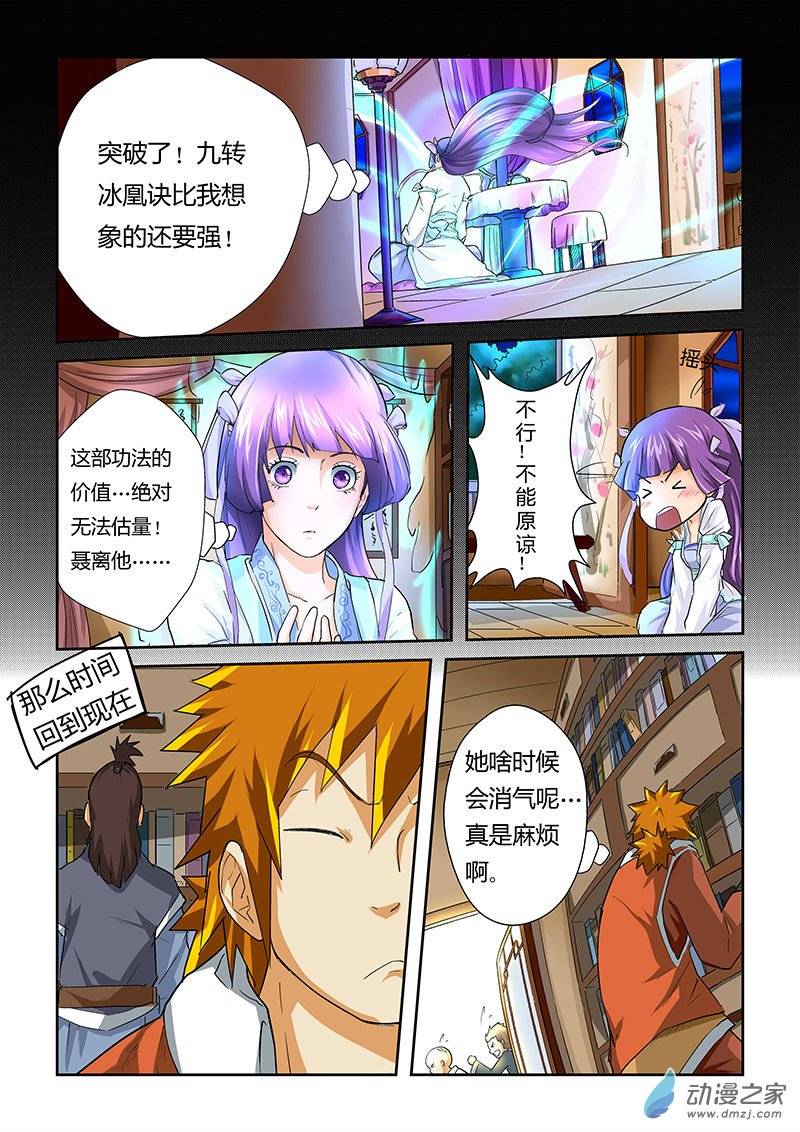 突破了！九转
冰凰诀比我想
象的还要强！
这部功法的
价值…绝对
无法估量！
聂离他……
摇头
不行！不能
原谅！
那么时间
回到现在
她啥时候
会消气呢…
真是麻烦
啊。
动漫之家
www.dmzj.com